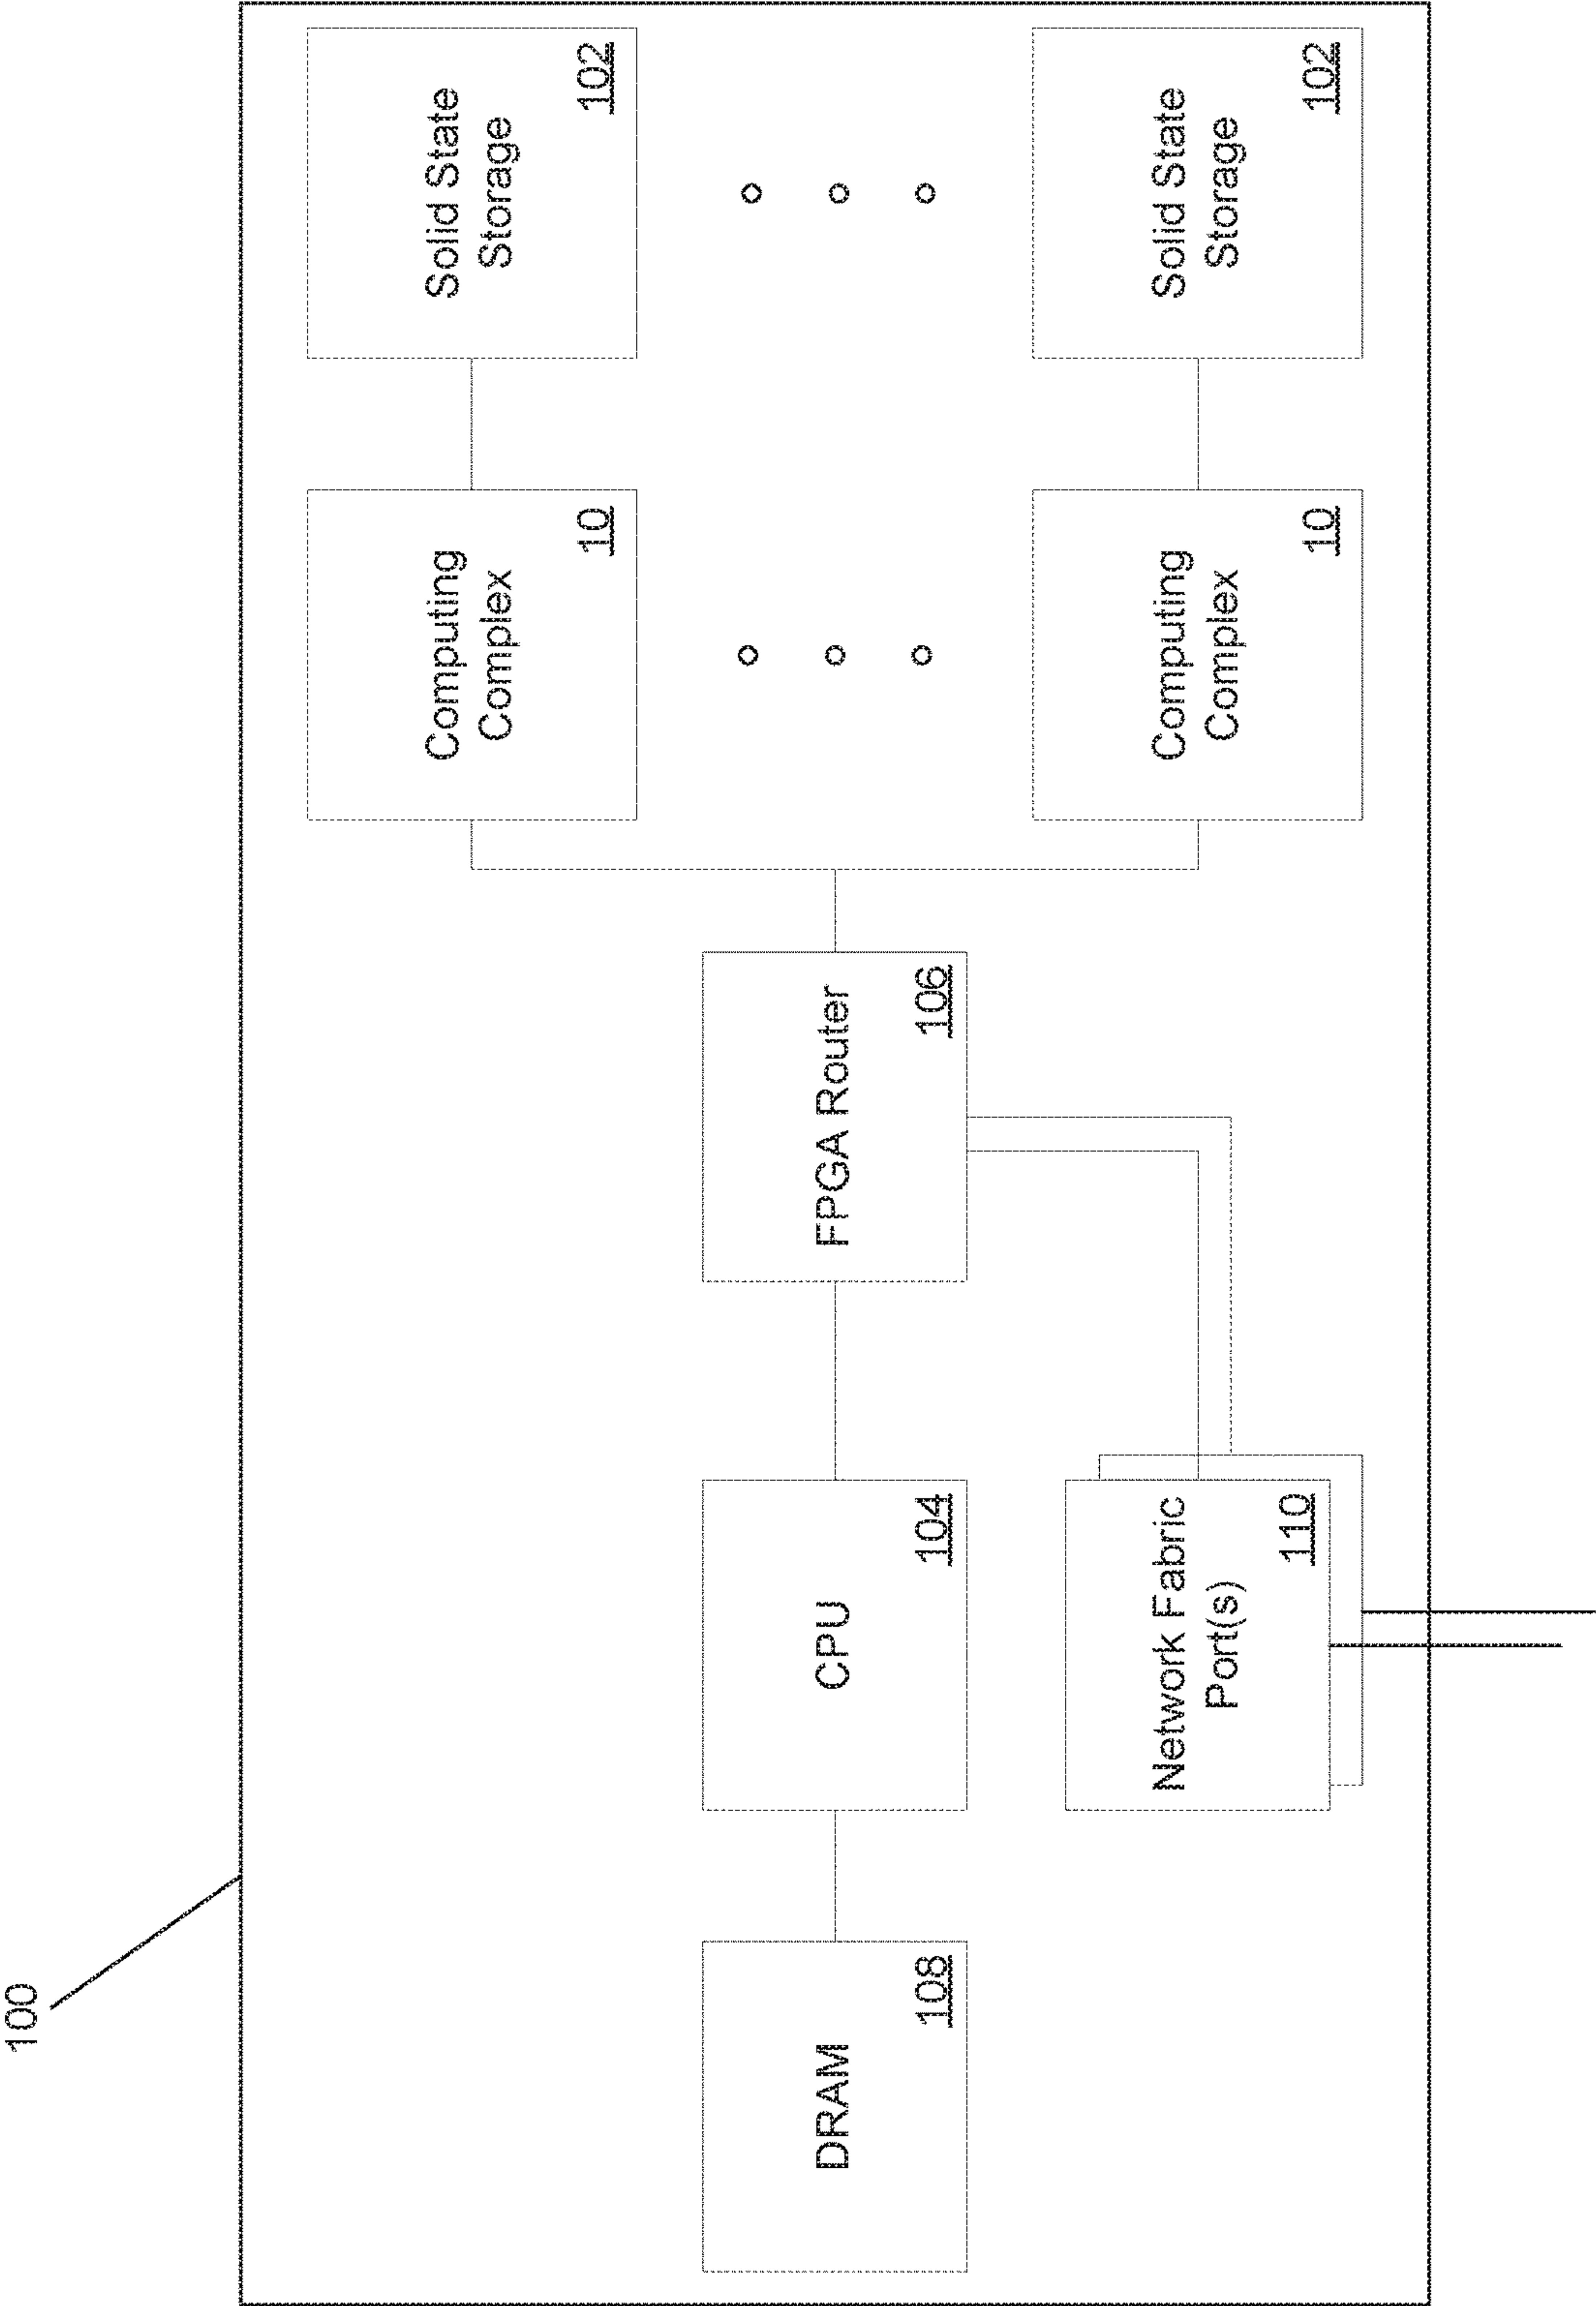 100
DRAM
108
CPU
104
FPGA Router
106
Network Fabric
Port(s)
110
Computing
Complex
10
Solid State
Storage
102
Computing
Complex
10
Solid State
Storage
102